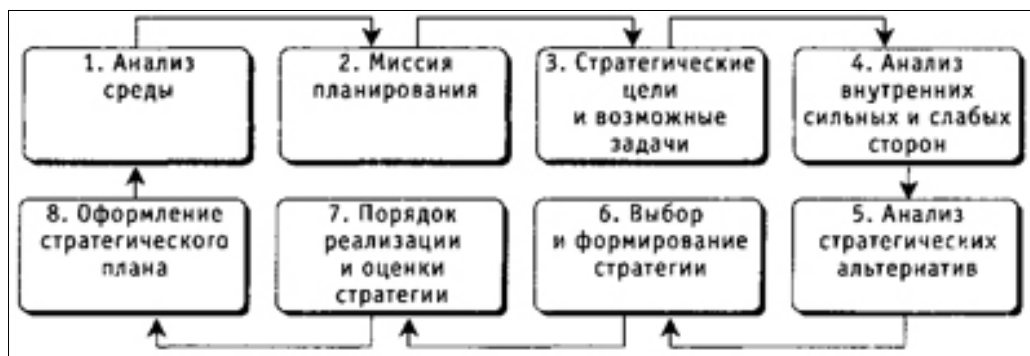 1. Анализ
среды
2. Миссия
планирования
3. Стратегические
цели
и возможные
задачи
4. Анализ
внутренних
сильных и слабых
сторон
8. Оформление
стратегического
плана
7. Порядок
реализации
и оценки
стратегии
6. Выбор
и формирование
стратегии
5. Анализ
стратегических
альтернатив